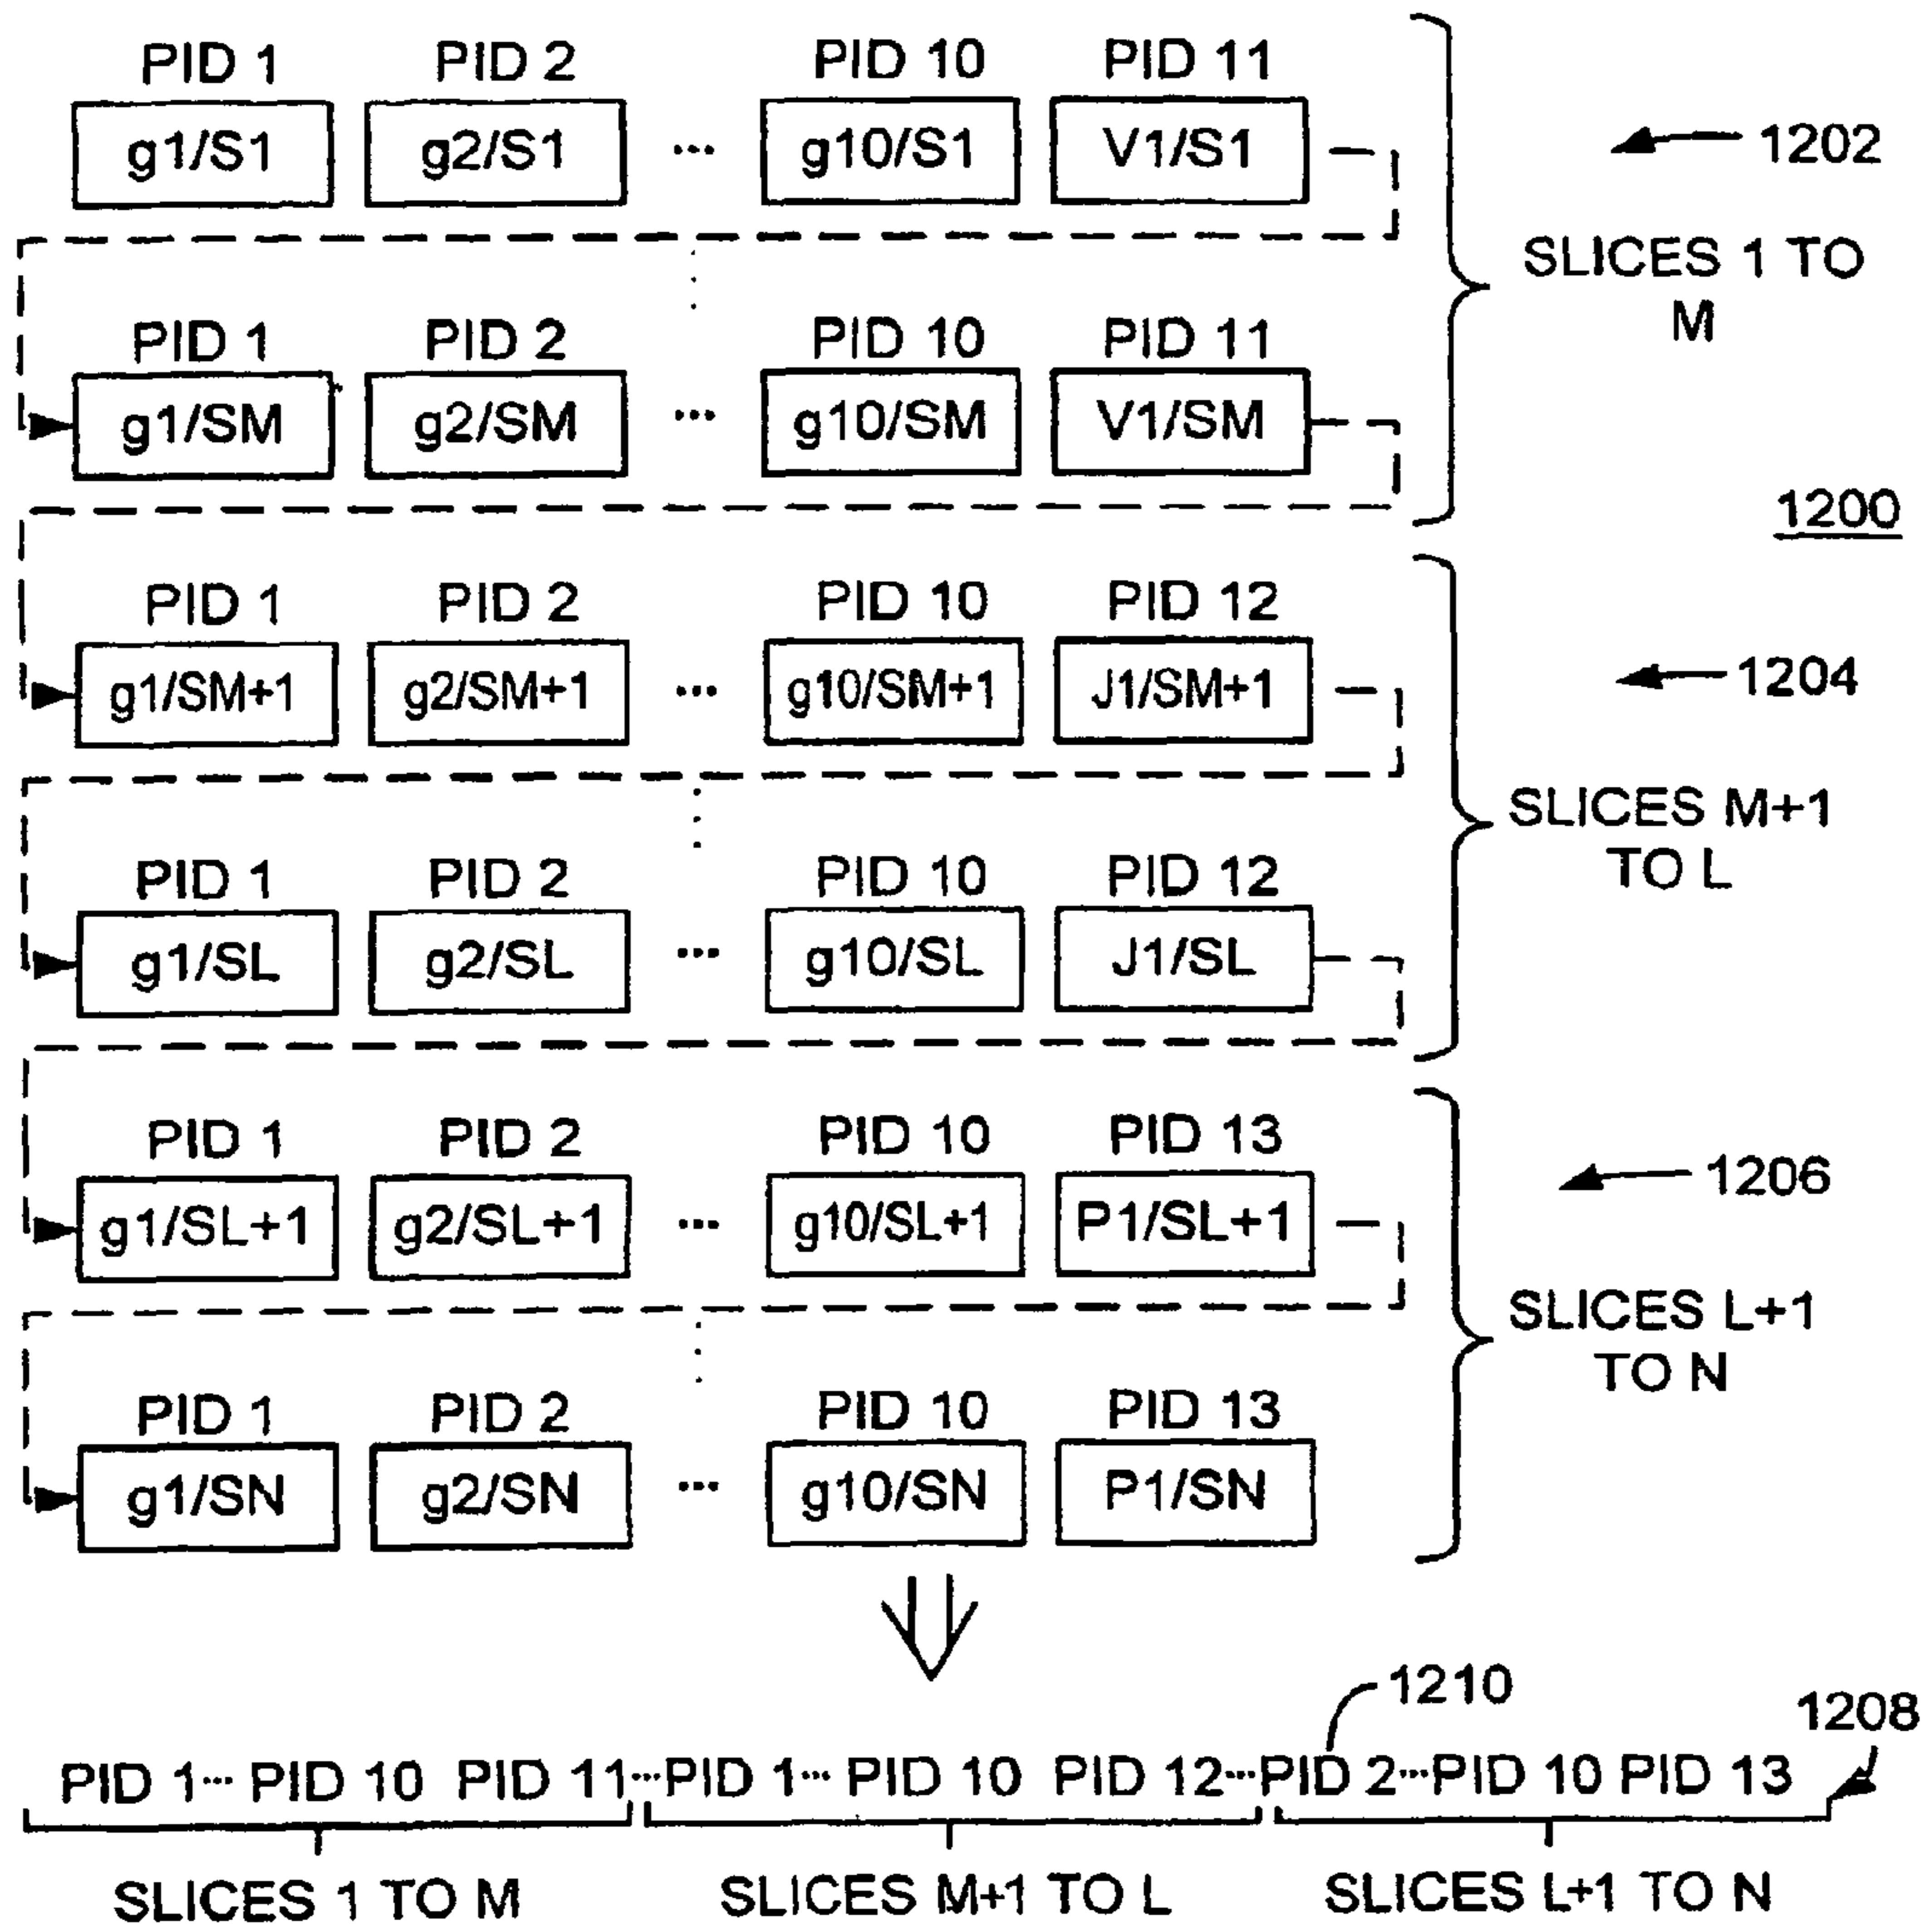 PID 1 PID 2 PID 10 PID 11
g1/S1 g2/S1 ... g10/S1 V1/S1
1202
SLICES 1 TO
M
PID 1 PID 2 PID 10 PID 11
g1/SM g2/SM ... g10/SM V1/SM
1200
PID 1 PID 2 PID 10 PID 12
g1/SM+1 g2/SM+1 ... g10/SM+1 J1/SM+1
1204
SLICES M+1
TO L
PID 1 PID 2 PID 10 PID 12
g1/SL g2/SL ... g10/SL J1/SL
PID 1 PID 2 PID 10 PID 13
g1/SL+1 g2/SL+1 ... g10/SL+1 P1/SL+1
1206
SLICES L+1
TO N
PID 1 PID 2 PID 10 PID 13
g1/SN g2/SN ... g10/SN P1/SN
1210
1208
PID 1... PID 10 PID 11...PID 1... PID 10 PID 12...PID 2...PID 10 PID 13
SLICES 1 TO M SLICES M+1 TO L SLICES L+1 TO N